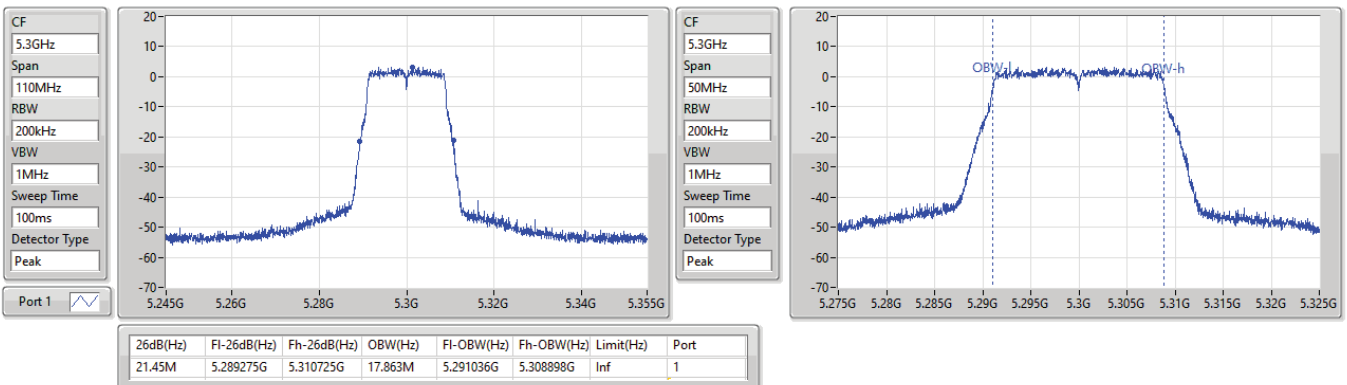 CF
5.3GHz
Span
110MHz
RBW
200kHz
VBW
1MHz
Sweep Time
100ms
Detector Type
Peak
Port 1
20
10
0
-10
-20
-30
-40
-50
-60
-70
5.245G 5.26G 5.28G 5.3G 5.32G 5.34G 5.355G
CF
5.3GHz
Span
50MHz
RBW
200kHz
VBW
1MHz
Sweep Time
100ms
Detector Type
Peak
20
10
0
-10
-20
-30
-40
-50
-60
-70
OBW-l OBW-h
5.275G 5.28G 5.285G 5.29G 5.295G 5.3G 5.305G 5.31G 5.315G 5.32G 5.325G
26dB(Hz) Fl-26dB(Hz) Fh-26dB(Hz) OBW(Hz) Fl-OBW(Hz) Fh-OBW(Hz) Limit(Hz) Port
21.45M 5.289275G 5.310725G 17.863M 5.291036G 5.308898G Inf 1